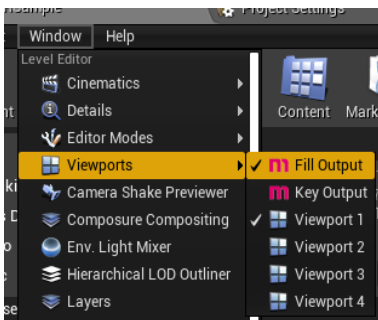 Project Settings
Window Help
Level Editor
Cinematics
Details
Editor Modes
Viewports
Camera Shake Previewer
Composure Compositing
Env. Light Mixer
Hierarchical LOD Outliner
Layers
Content Mark
Fill Output
Key Output
Viewport 1
Viewport 2
Viewport 3
Viewport 4